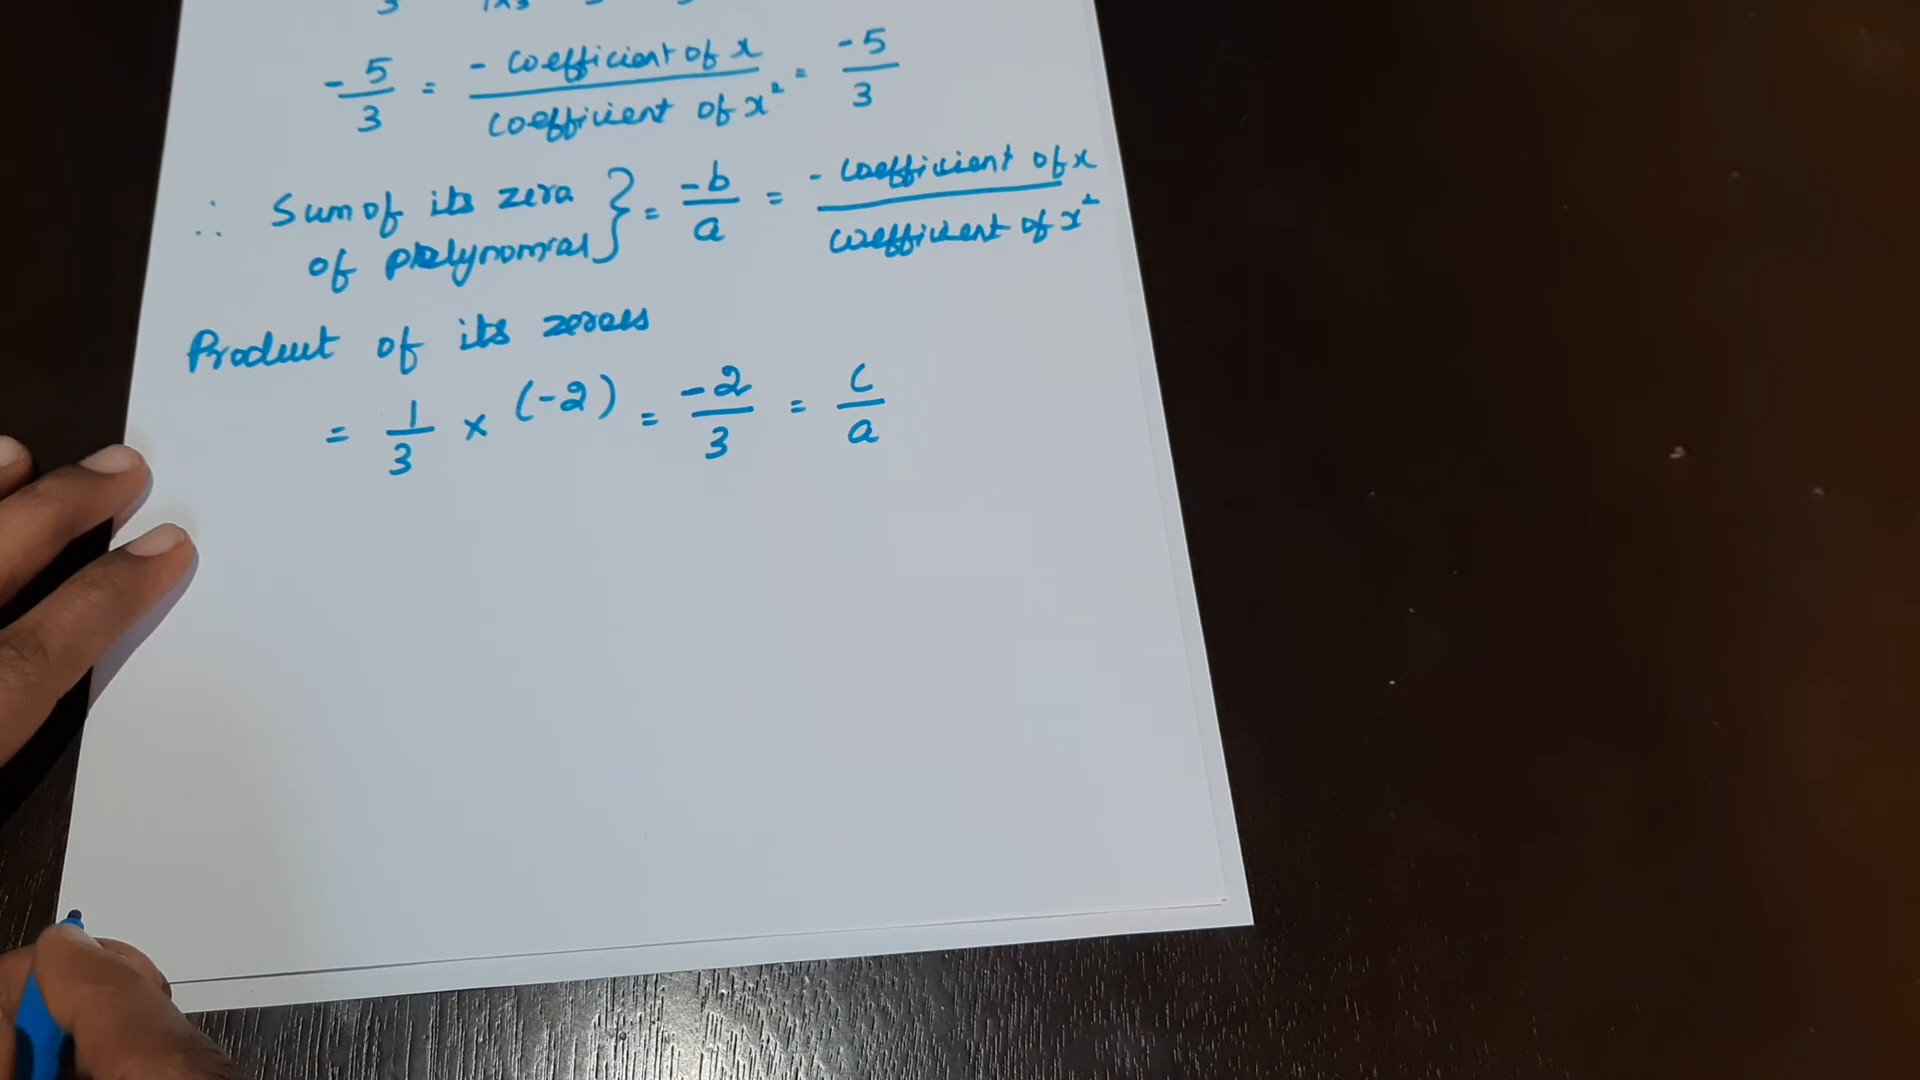 -5/3 = - coefficient of x / coefficient of x² = -5/3
∴ Sum of its zera of polynomial } = -b/a = - coefficient of x / coefficient of x²
Product of its zeroes
= 1/3 × (-2) = -2/3 = c/a